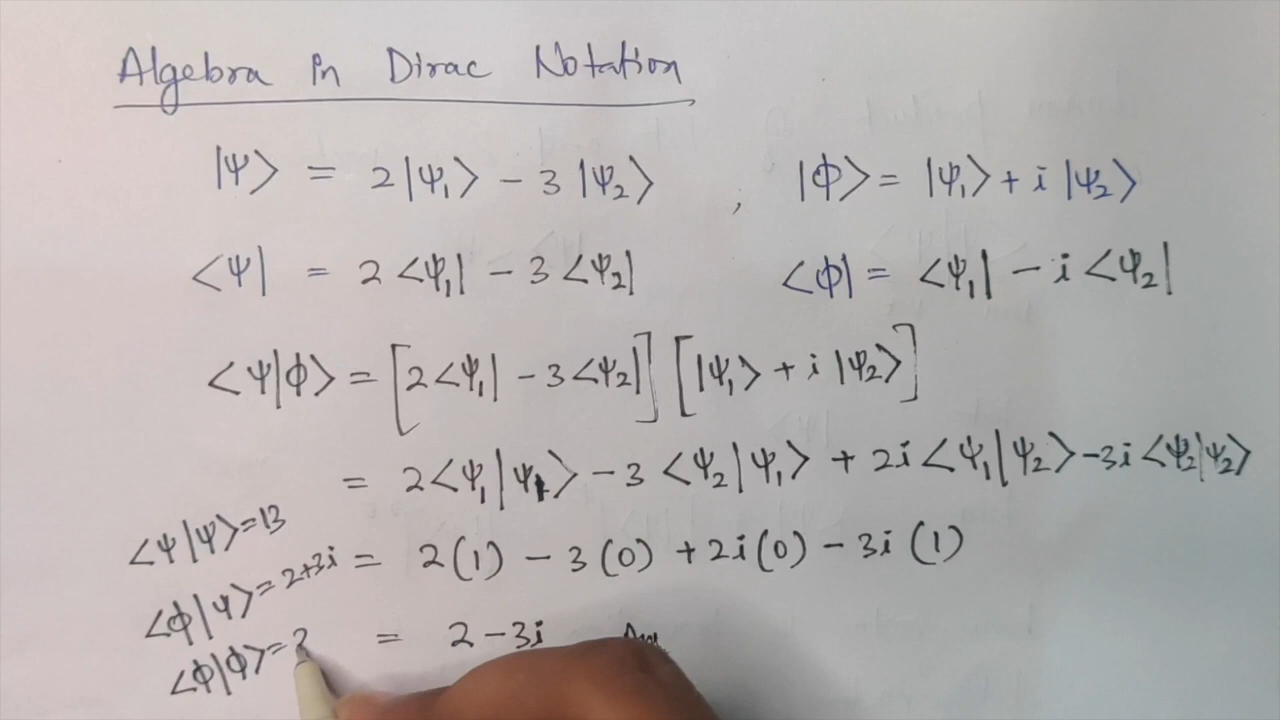 Algebra in Dirac Notation
|Ψ> = 2|Ψ₁> − 3|Ψ₂> , |Φ> = |Ψ₁> + i|Ψ₂>
<Ψ| = 2<Ψ₁| − 3<Ψ₂| <Φ| = <Ψ₁| − i<Ψ₂|
<Ψ|Φ> = [2<Ψ₁| − 3<Ψ₂|] [|Ψ₁> + i|Ψ₂>]
= 2<Ψ₁|Ψ₁> − 3<Ψ₂|Ψ₁> + 2i<Ψ₁|Ψ₂> − 3i<Ψ₂|Ψ₂>
<Ψ|Ψ> = 13
= 2(1) − 3(0) + 2i(0) − 3i(1)
<Φ|Ψ> = 2+3i
= 2 − 3i
<Φ|Φ> = 2